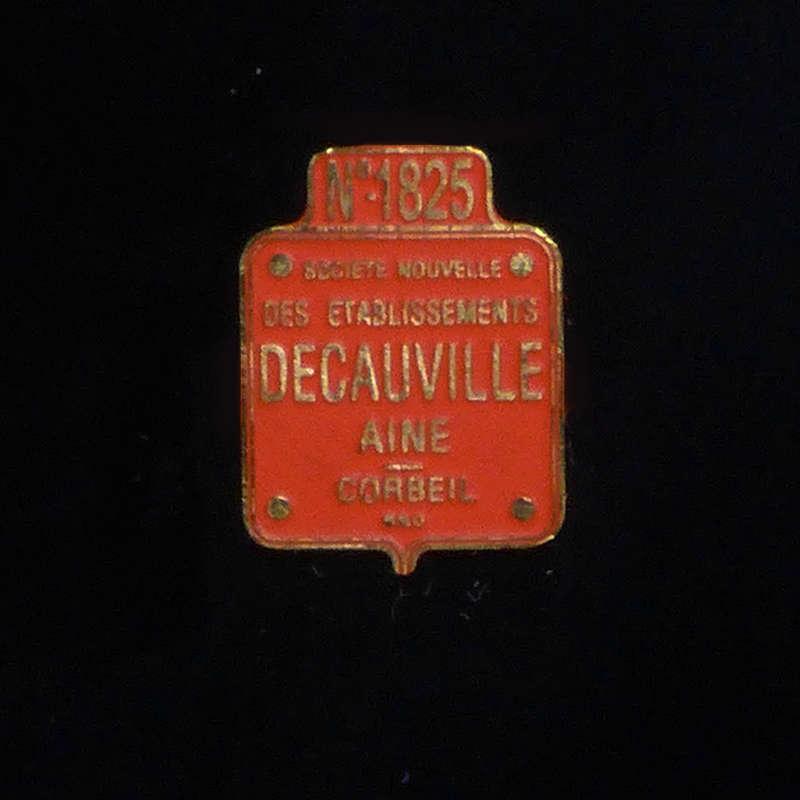 N°.1825
SOCIETE NOUVELLE
DES ETABLISSEMENTS
DECAUVILLE
AINE
CORBEIL